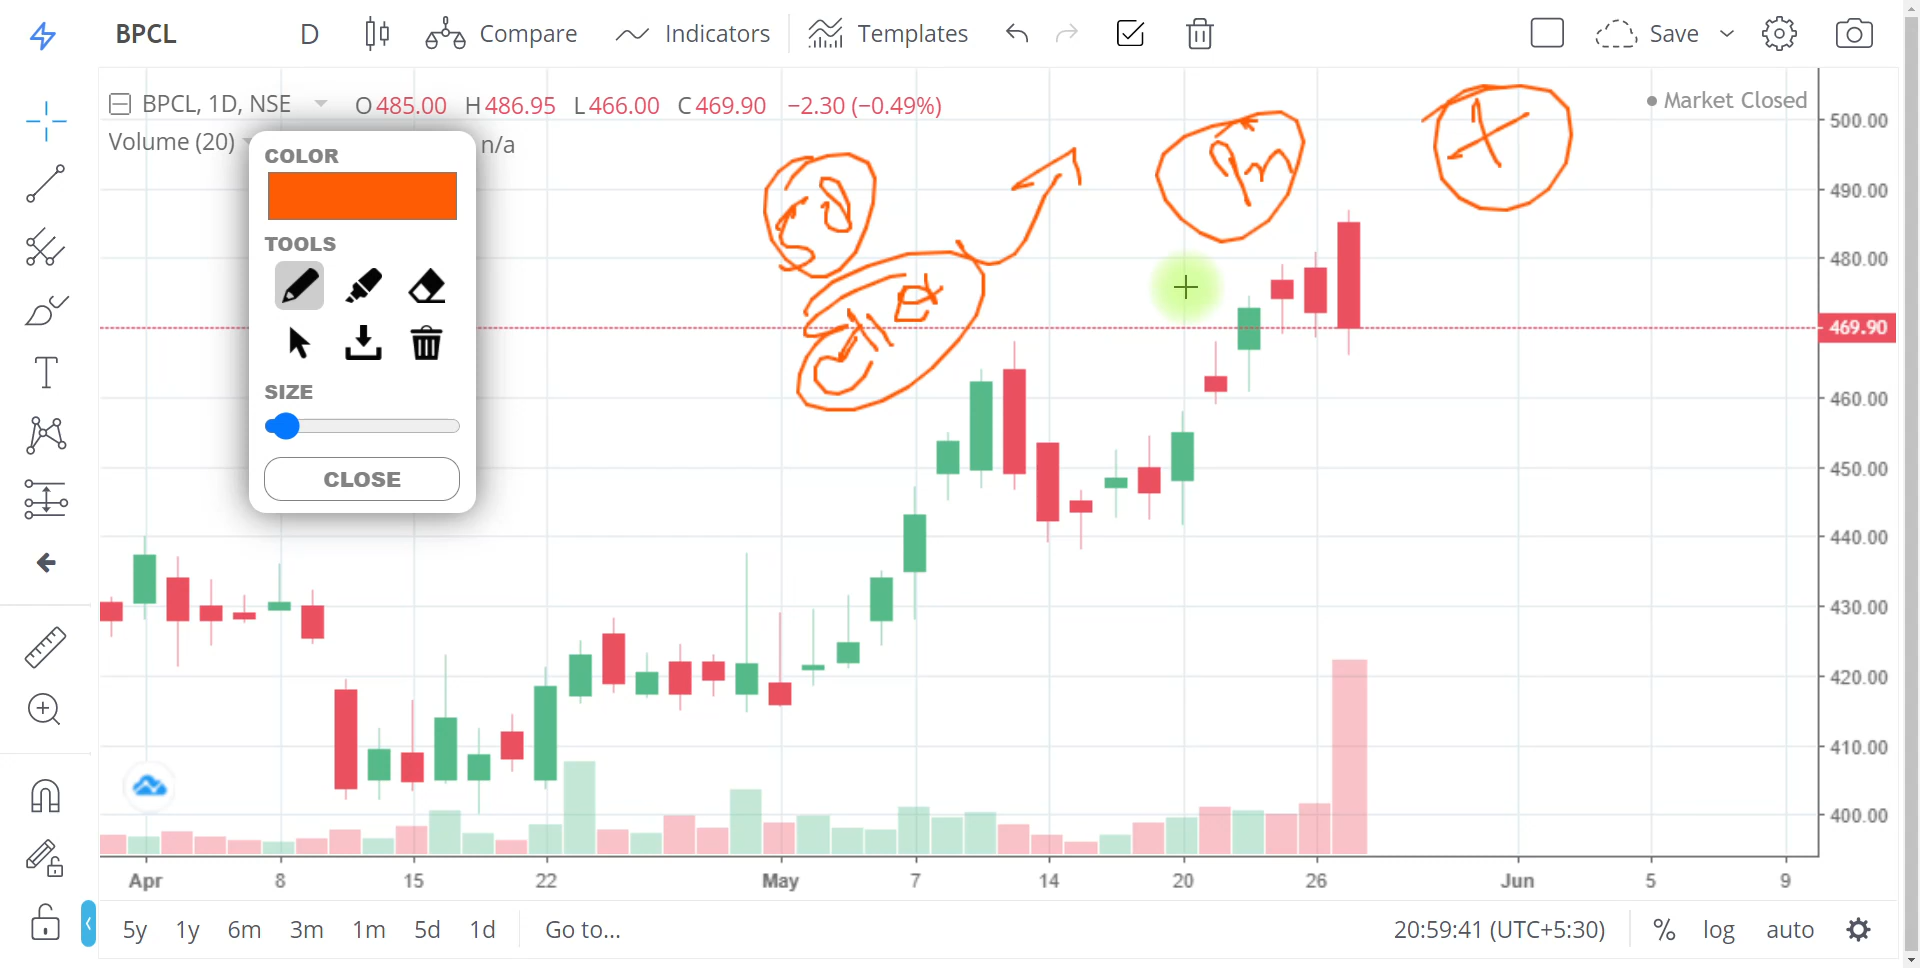 BPCL D Compare Indicators Templates Save
BPCL, 1D, NSE O485.00 H486.95 L466.00 C469.90 −2.30 (−0.49%)
Market Closed
Volume (20) n/a
COLOR
TOOLS
SIZE
CLOSE
500.00
490.00
480.00
469.90
460.00
450.00
440.00
430.00
420.00
410.00
400.00
Apr 8 15 22 May 7 14 20 26 Jun 5 9
5y 1y 6m 3m 1m 5d 1d Go to... 20:59:41 (UTC+5:30) % log auto